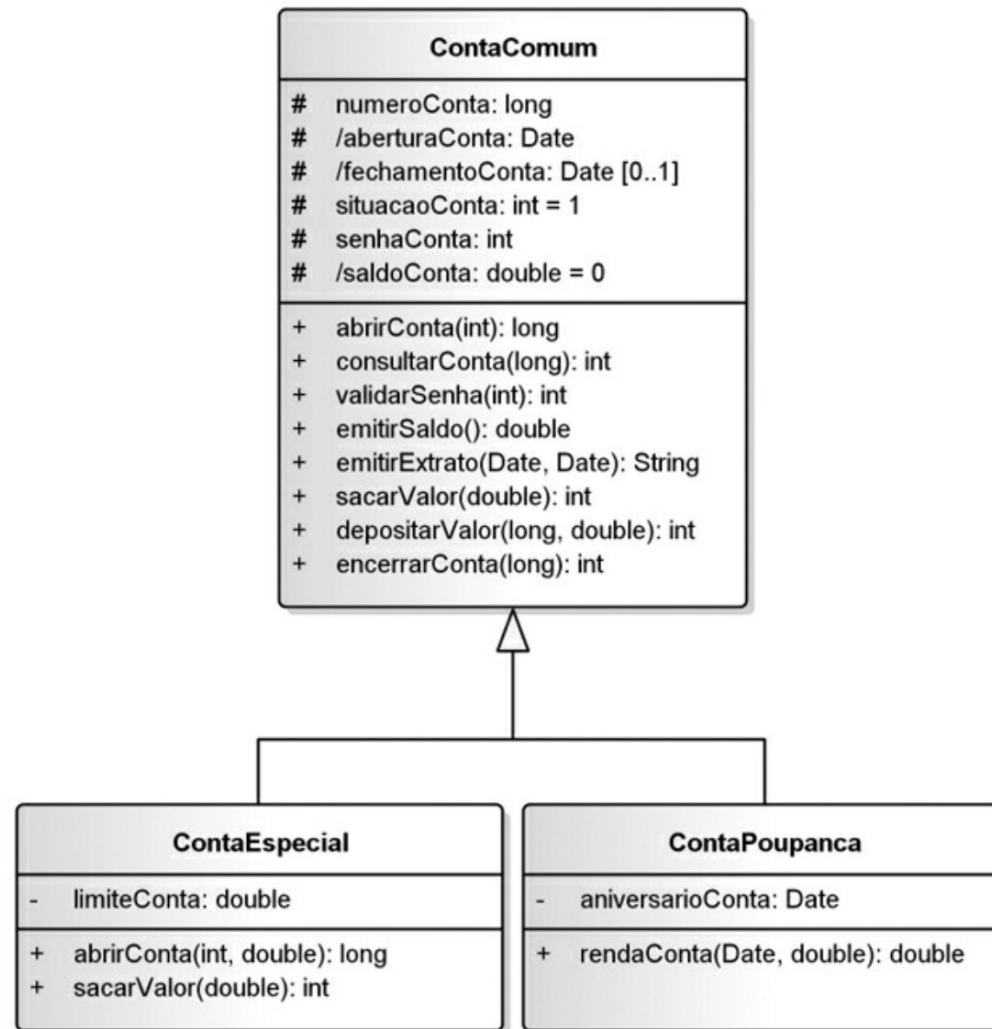 ContaComum
# numeroConta: long
# /aberturaConta: Date
# /fechamentoConta: Date [0..1]
# situacaoConta: int = 1
# senhaConta: int
# /saldoConta: double = 0
+ abrirConta(int): long
+ consultarConta(long): int
+ validarSenha(int): int
+ emitirSaldo(): double
+ emitirExtrato(Date, Date): String
+ sacarValor(double): int
+ depositarValor(long, double): int
+ encerrarConta(long): int
ContaEspecial
- limiteConta: double
+ abrirConta(int, double): long
+ sacarValor(double): int
ContaPoupanca
- aniversarioConta: Date
+ rendaConta(Date, double): double